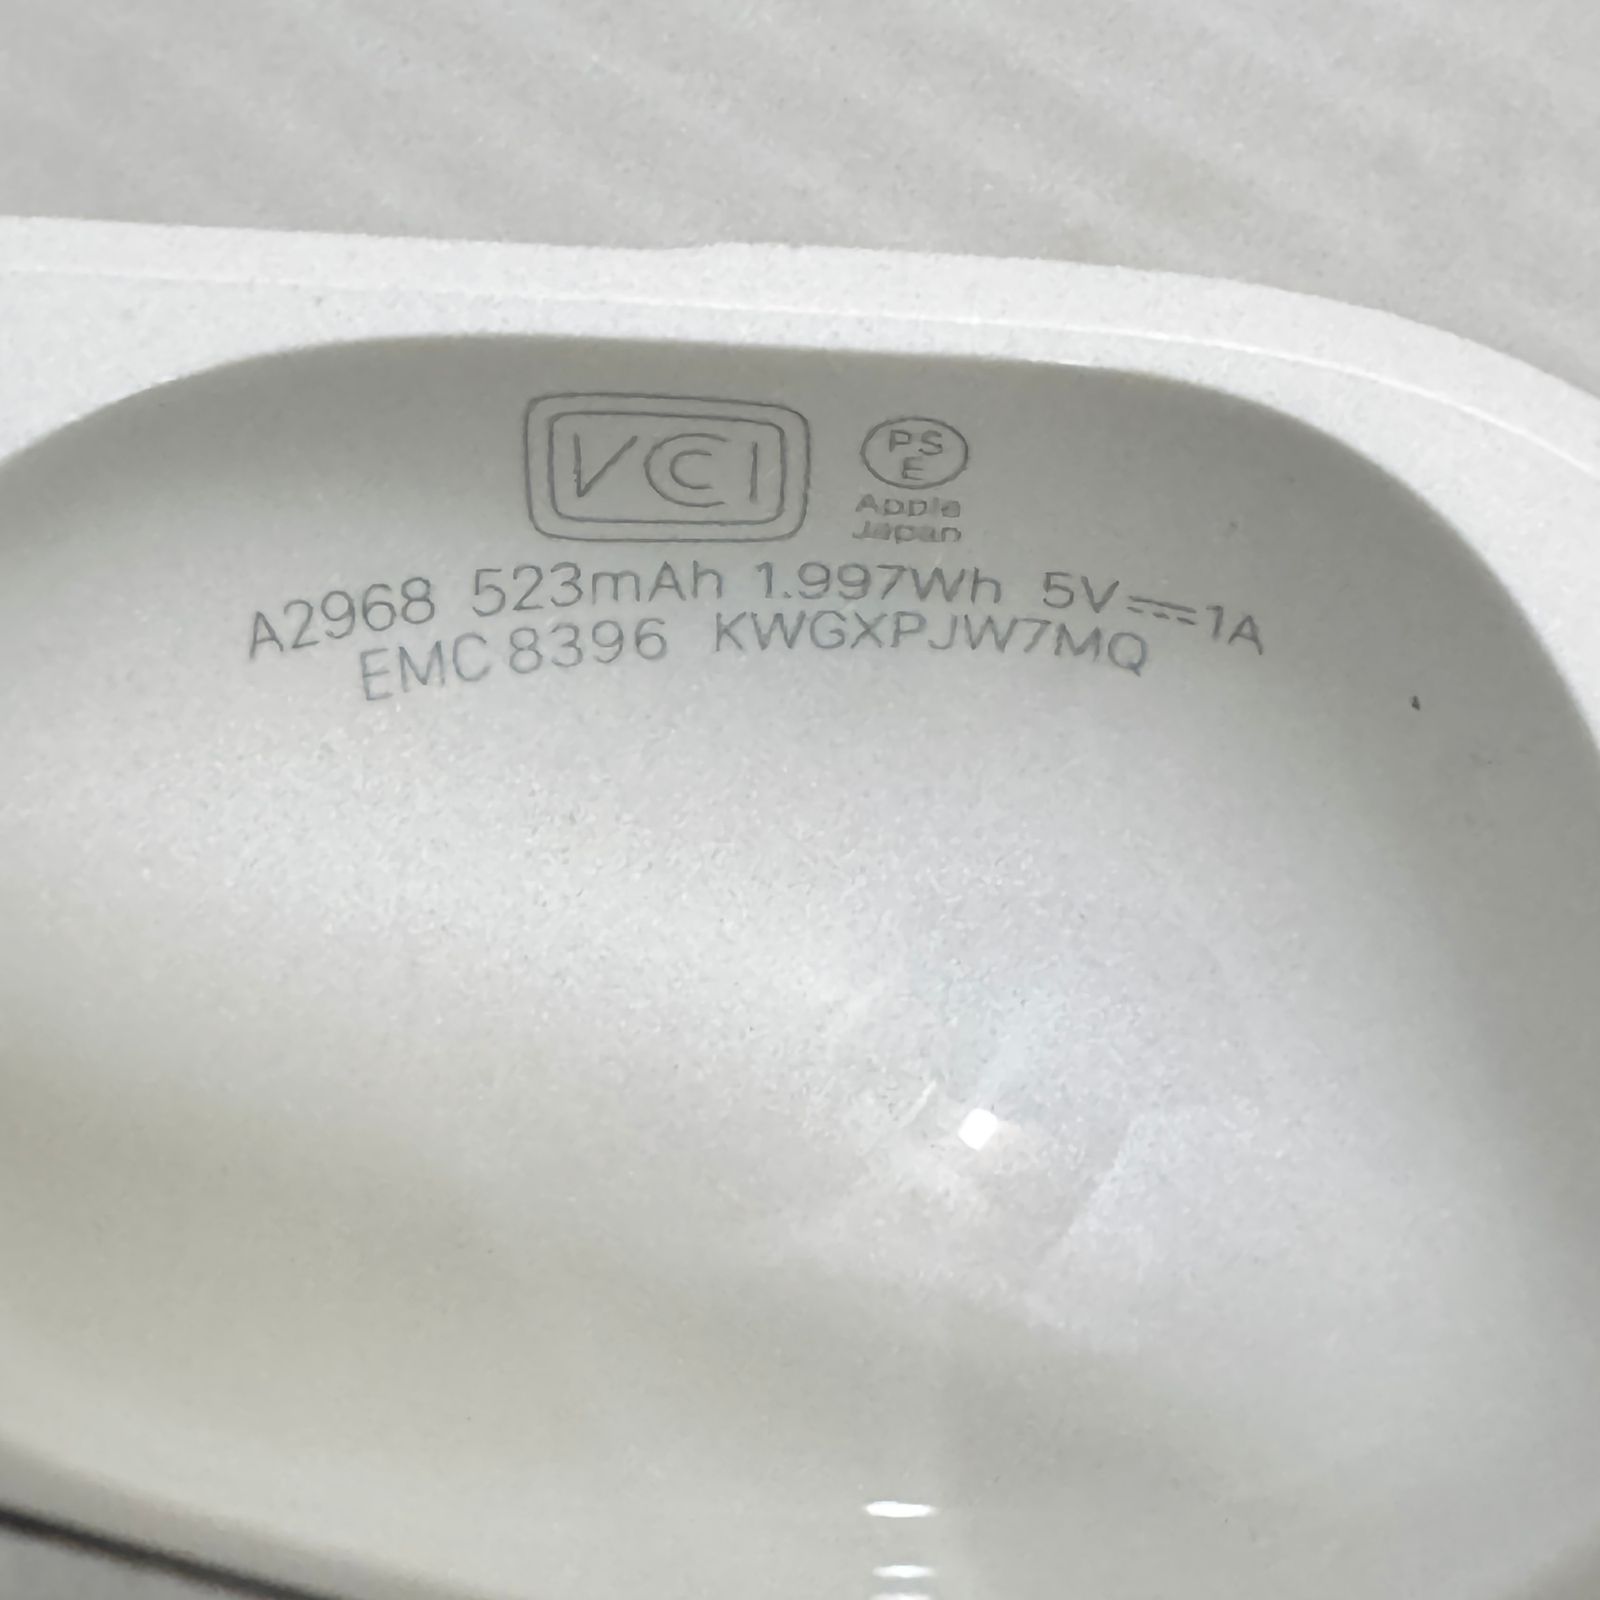 VCI
PS
E
Apple
Japan
A2968 523mAh 1.997Wh 5V⎓1A
EMC 8396 KWGXPJW7MQ